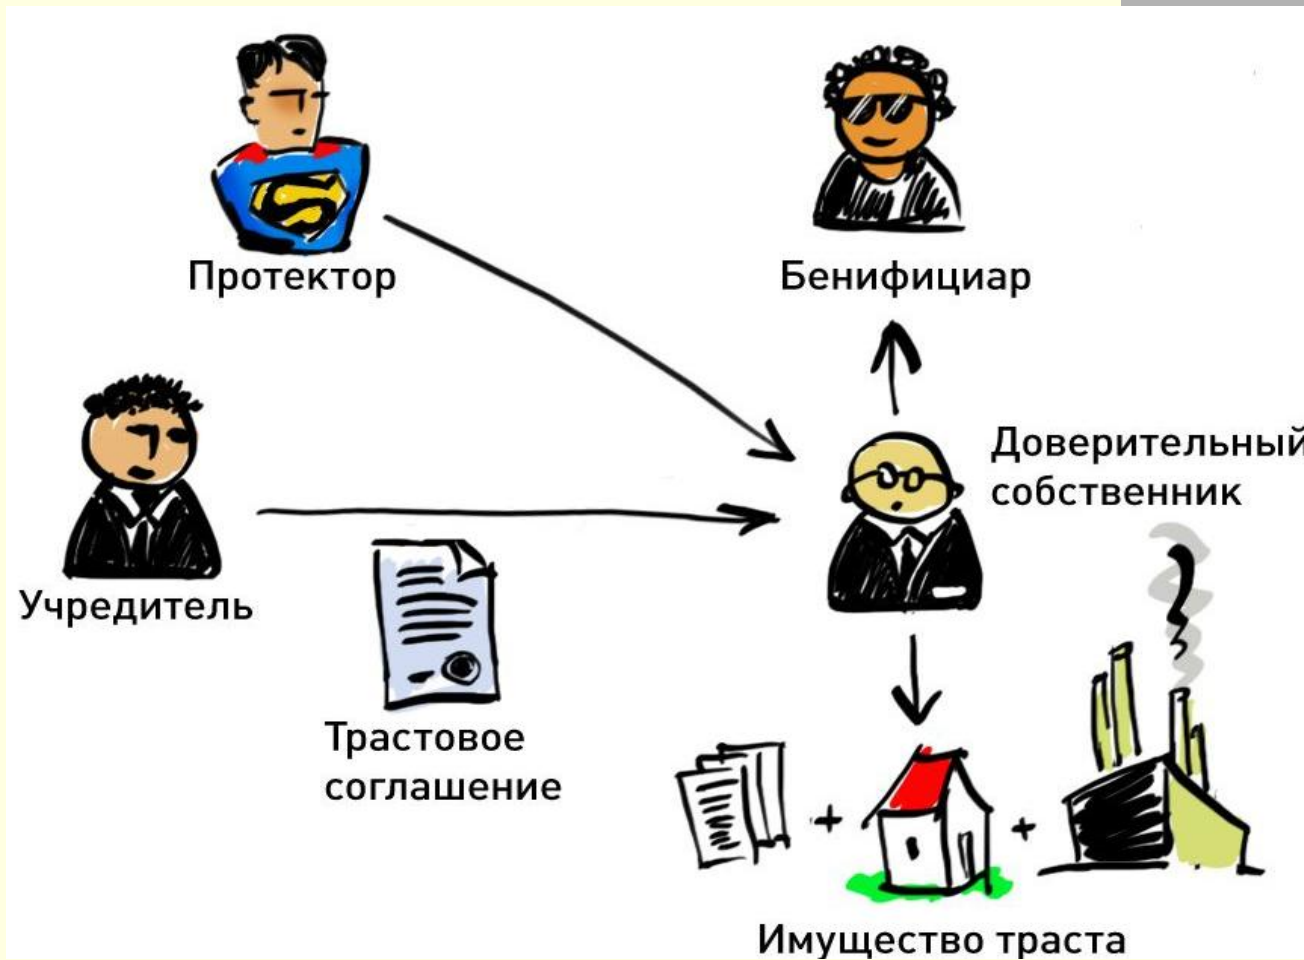 Протектор
Бенифициар
Доверительный
собственник
Учредитель
Трастовое
соглашение
Имущество траста